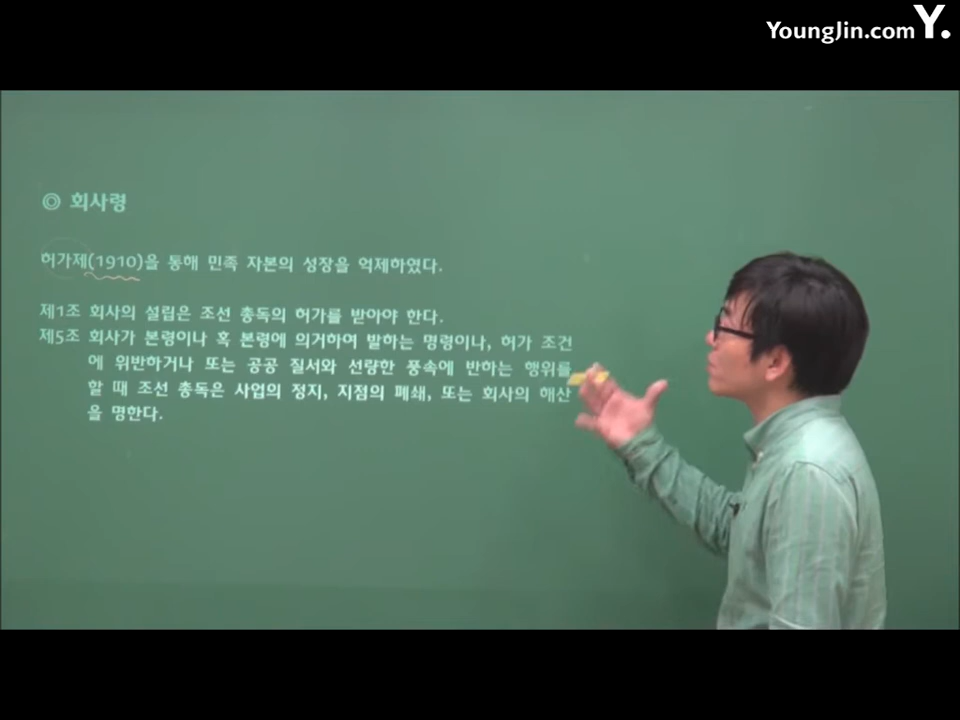 YoungJin.com Y.
◎ 회사령
허가제(1910)을 통해 민족 자본의 성장을 억제하였다.
제1조 회사의 설립은 조선 총독의 허가를 받아야 한다.
제5조 회사가 본령이나 혹 본령에 의거하여 발하는 명령이나, 허가 조건
에 위반하거나 또는 공공 질서와 선량한 풍속에 반하는 행위를
할 때 조선 총독은 사업의 정지, 지점의 폐쇄, 또는 회사의 해산
을 명한다.